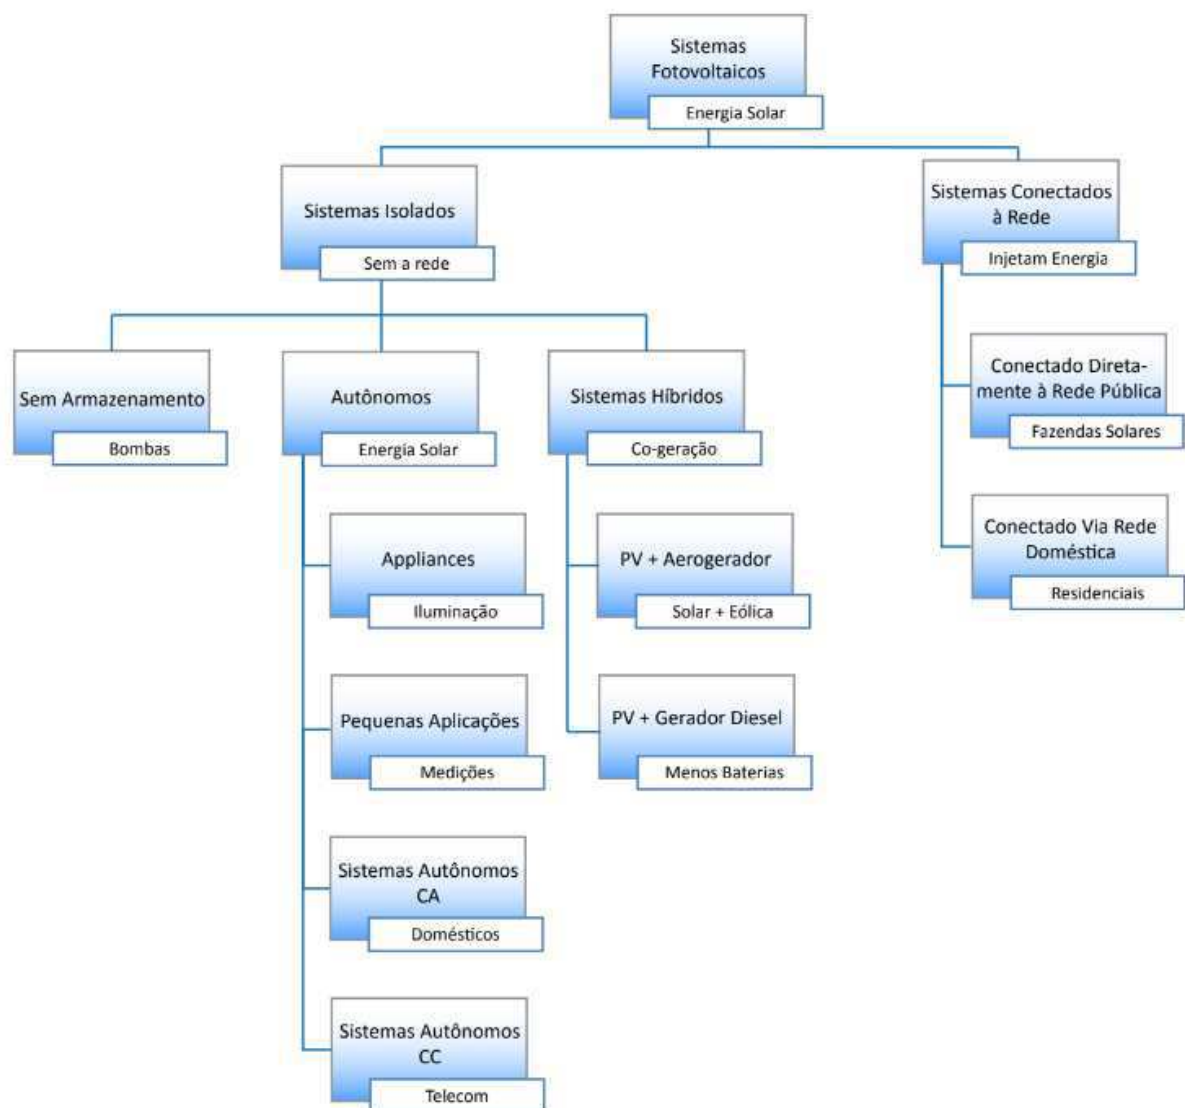 Sistemas
Fotovoltaicos
Energia Solar
Sistemas Isolados
Sem a rede
Sistemas Conectados
à Rede
Injetam Energia
Sem Armazenamento
Bombas
Autônomos
Energia Solar
Sistemas Híbridos
Co-geração
Conectado Direta-
mente à Rede Pública
Fazendas Solares
Conectado Via Rede
Doméstica
Residenciais
Appliances
Iluminação
PV + Aerogerador
Solar + Eólica
Pequenas Aplicações
Medições
PV + Gerador Diesel
Menos Baterias
Sistemas Autônomos
CA
Domésticos
Sistemas Autônomos
CC
Telecom